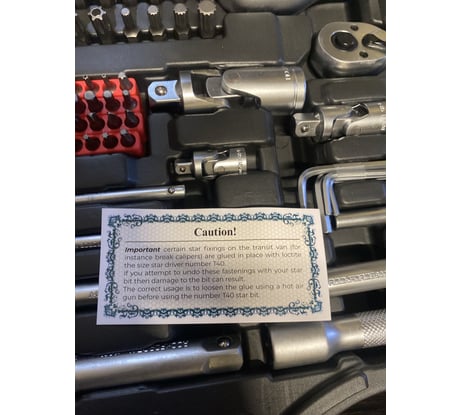 Caution!
Important certain star fixings on the transit van (for
instance break calipers) are glued in place with loctite
the size star driver number T40.
If you attempt to undo these fastenings with your star
bit then damage to the bit can result.
The correct usage is to loosen the glue using a hot air
gun before using the number T40 star bit.